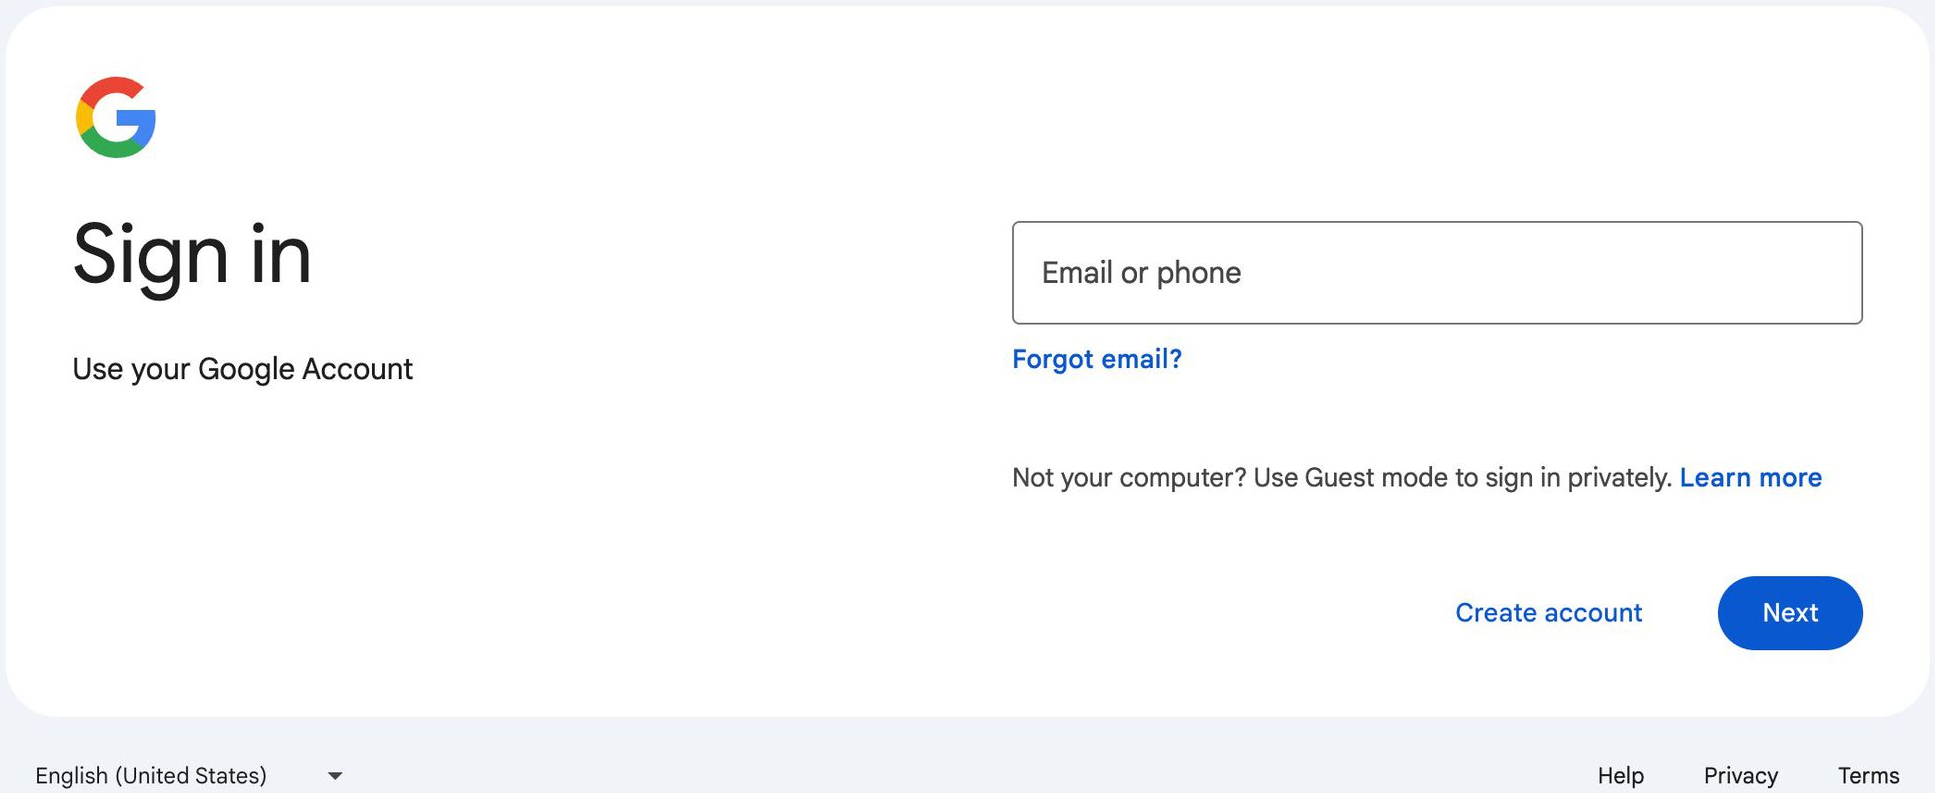 Sign in
Use your Google Account
Email or phone
Forgot email?
Not your computer? Use Guest mode to sign in privately. Learn more
Create account
Next
English (United States)
Help
Privacy
Terms